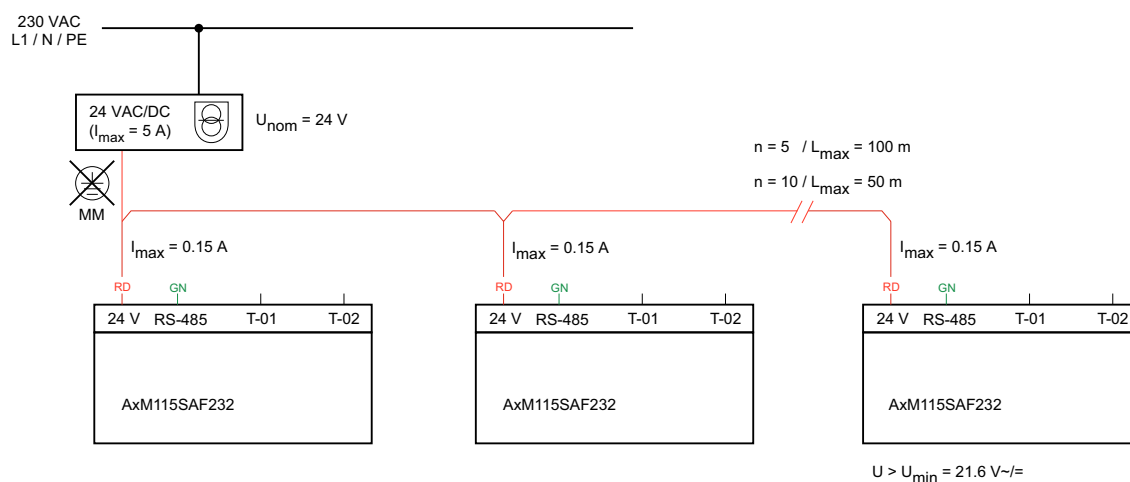 230 VAC
L1 / N / PE
24 VAC/DC
(Imax = 5 A)
Unom = 24 V
n = 5 / Lmax = 100 m
n = 10 / Lmax = 50 m
MM
Imax = 0.15 A
Imax = 0.15 A
Imax = 0.15 A
RD GN
RD GN
RD GN
24 V RS-485 T-01 T-02
24 V RS-485 T-01 T-02
24 V RS-485 T-01 T-02
AxM115SAF232
AxM115SAF232
AxM115SAF232
U > Umin = 21.6 V~/=